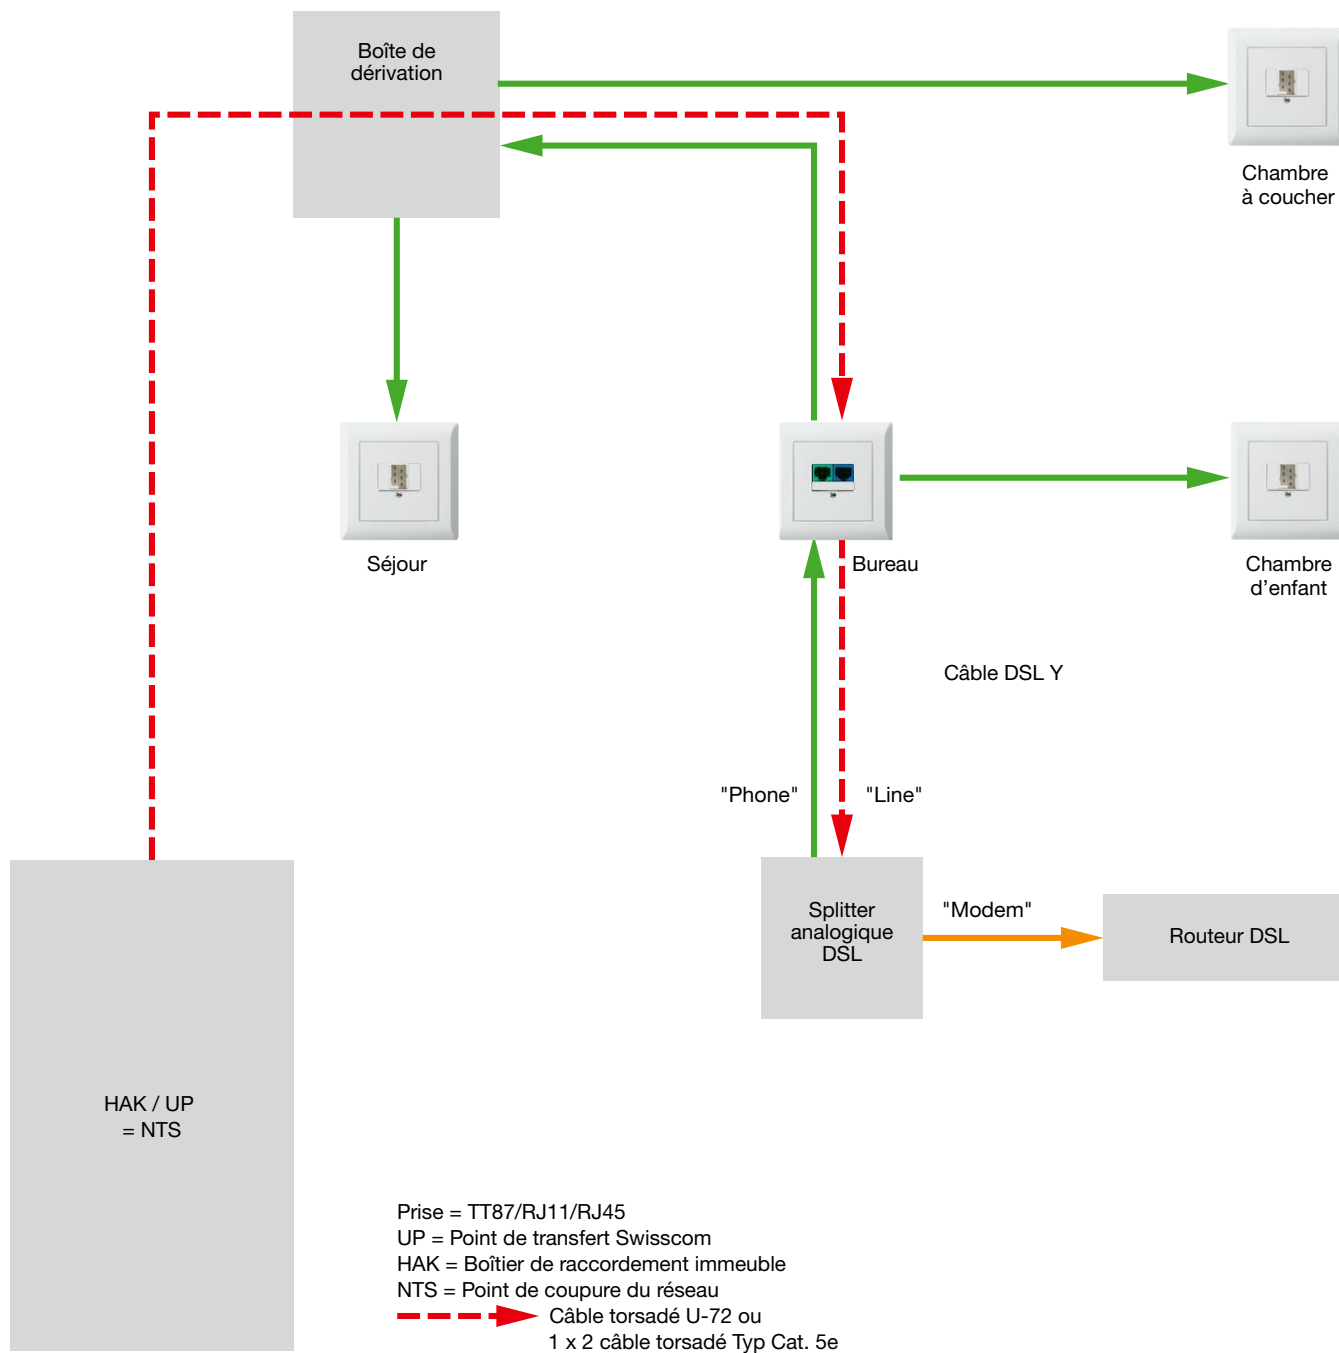 Boîte de
dérivation
Chambre
à coucher
Séjour
Bureau
Chambre
d’enfant
Câble DSL Y
"Phone"
"Line"
Splitter
analogique
DSL
"Modem"
Routeur DSL
HAK / UP
= NTS
Prise = TT87/RJ11/RJ45
UP = Point de transfert Swisscom
HAK = Boîtier de raccordement immeuble
NTS = Point de coupure du réseau
Câble torsadé U-72 ou
1 x 2 câble torsadé Typ Cat. 5e